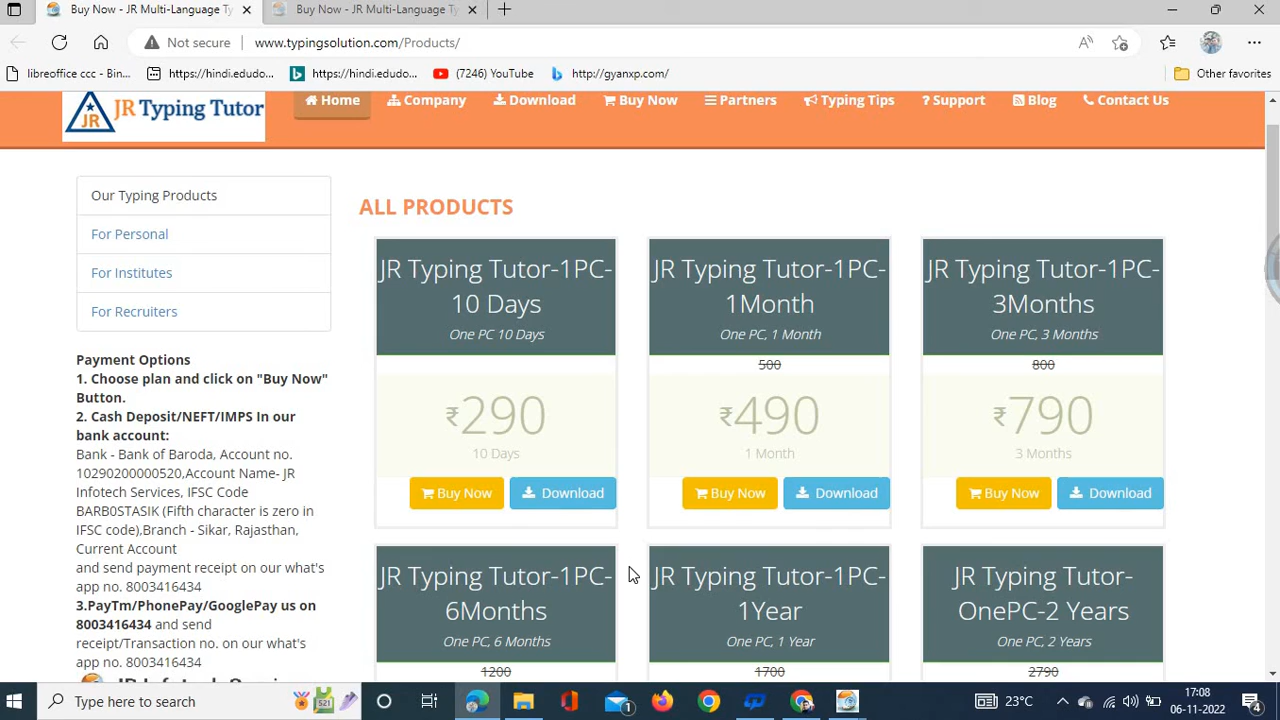 Buy Now - JR Multi-Language Ty
Buy Now - JR Multi-Language Ty
Not secure
www.typingsolution.com/Products/
libreoffice ccc - Bin...
https://hindi.edudo...
https://hindi.edudo...
(7246) YouTube
http://gyanxp.com/
Other favorites
JR
JR Typing Tutor
Home
Company
Download
Buy Now
Partners
Typing Tips
? Support
Blog
Contact Us
Our Typing Products
For Personal
For Institutes
For Recruiters
Payment Options
1. Choose plan and click on "Buy Now"
Button.
2. Cash Deposit/NEFT/IMPS In our
bank account:
Bank - Bank of Baroda, Account no.
10290200000520,Account Name- JR
Infotech Services, IFSC Code
BARB0STASIK (Fifth character is zero in
IFSC code),Branch - Sikar, Rajasthan,
Current Account
and send payment receipt on our what's
app no. 8003416434
3.PayTm/PhonePay/GooglePay us on
8003416434 and send
receipt/Transaction no. on our what's
app no. 8003416434
ALL PRODUCTS
JR Typing Tutor-1PC-
10 Days
One PC 10 Days
₹290
10 Days
Buy Now
Download
JR Typing Tutor-1PC-
1Month
One PC, 1 Month
500
₹490
1 Month
Buy Now
Download
JR Typing Tutor-1PC-
3Months
One PC, 3 Months
800
₹790
3 Months
Buy Now
Download
JR Typing Tutor-1PC-
6Months
One PC, 6 Months
1200
JR Typing Tutor-1PC-
1Year
One PC, 1 Year
1700
JR Typing Tutor-
OnePC-2 Years
One PC, 2 Years
2790
Type here to search
521
1
23°C
17:08
06-11-2022
4